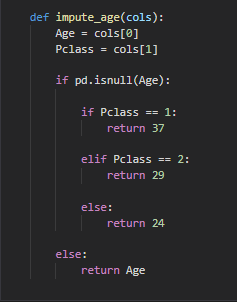 def impute_age(cols):
    Age = cols[0]
    Pclass = cols[1]
    if pd.isnull(Age):
        if Pclass == 1:
            return 37
        elif Pclass == 2:
            return 29
        else:
            return 24
    else:
        return Age